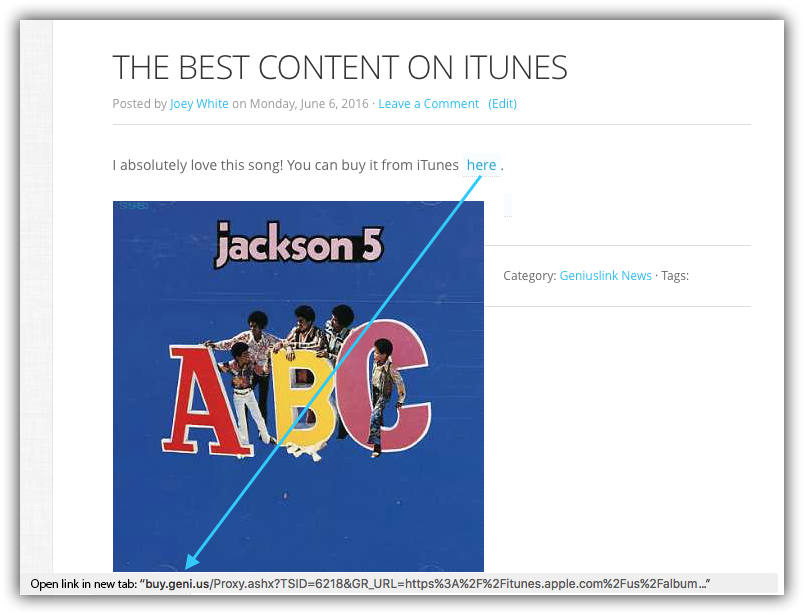 THE BEST CONTENT ON ITUNES
Posted by Joey White on Monday, June 6, 2016 · Leave a Comment (Edit)
I absolutely love this song! You can buy it from iTunes here .
STEREO
jackson 5
ABC
Category: Geniuslink News · Tags:
Open link in new tab: “buy.geni.us/Proxy.ashx?TSID=6218&GR_URL=https%3A%2F%2Fitunes.apple.com%2Fus%2Falbum…”